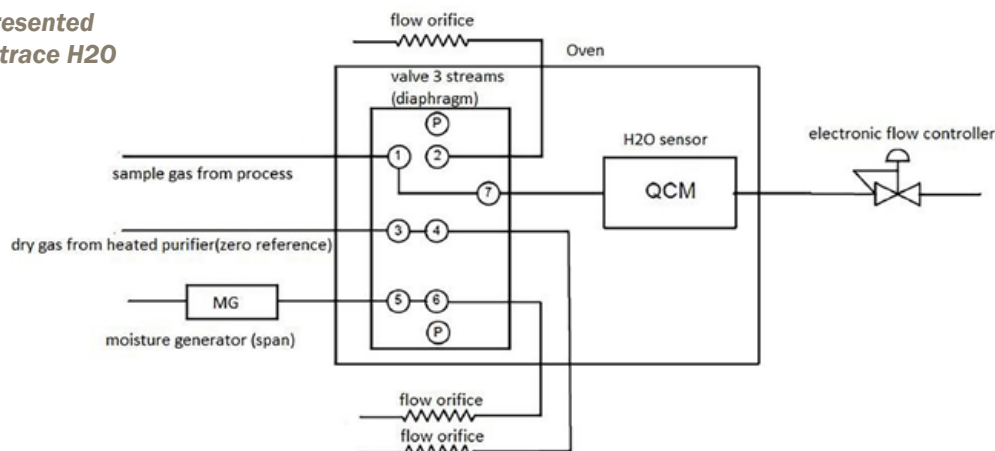 resented
trace H2O
flow orifice
Oven
valve 3 streams
(diaphragm)
P
1
2
H2O sensor
electronic flow controller
sample gas from process
7
QCM
3
4
dry gas from heated purifier(zero reference)
MG
5
6
moisture generator (span)
P
flow orifice
flow orifice